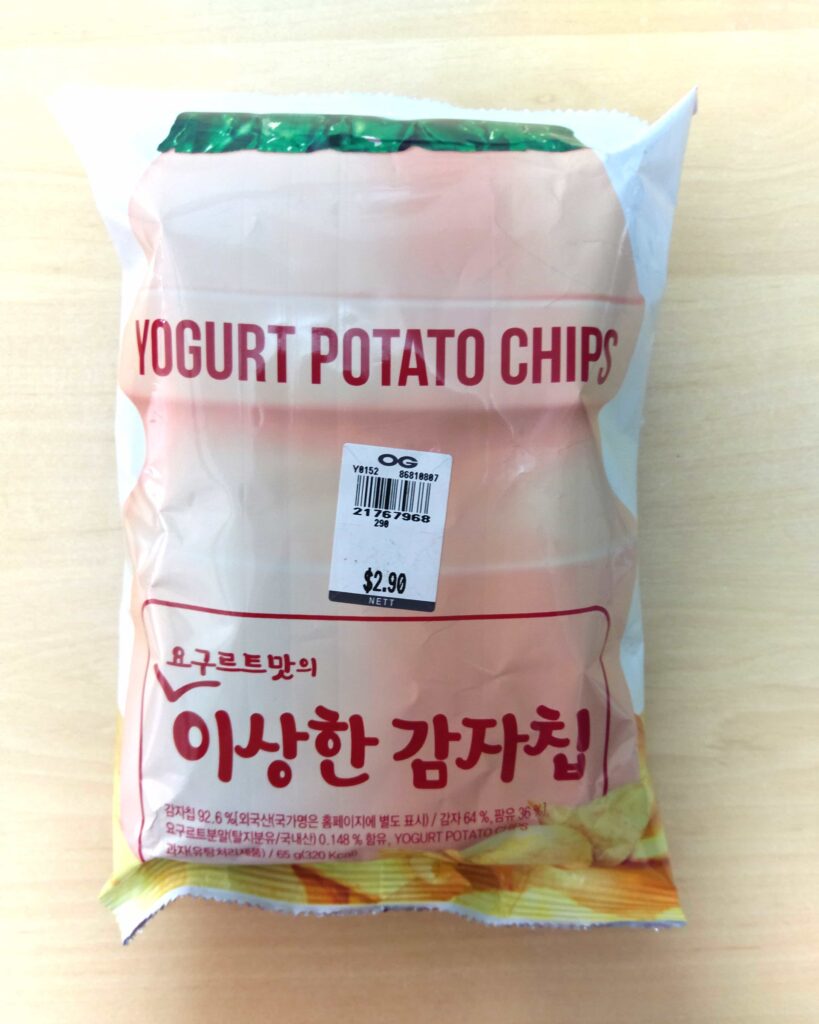 YOGURT POTATO CHIPS
OG
Y0152 86810807
21767968
290
$2.90
NETT
요구르트맛의
이상한 감자칩
감자칩 92.6 %[외국산(국가명은 홈페이지에 별도 표시) / 감자 64 %, 팜유 36 %]
요구르트분말(탈지분유/국내산) 0.148 % 함유, YOGURT POTATO CHIPS
과자(유탕처리제품) / 65 g(320 Kcal)